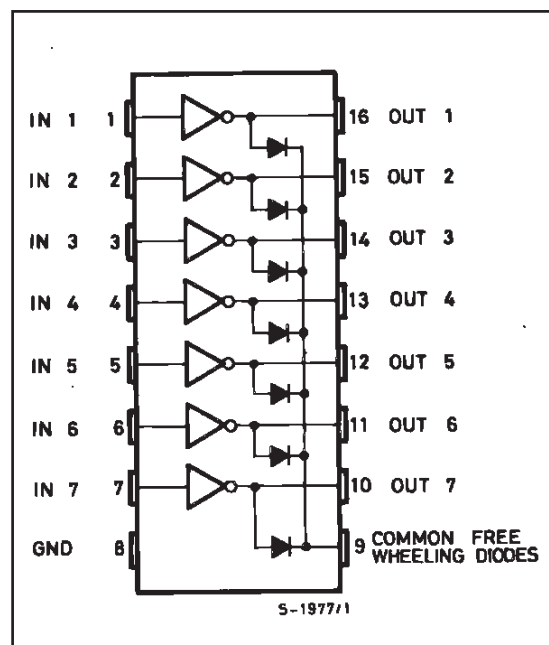 IN 1 1 16 OUT 1
IN 2 2 15 OUT 2
IN 3 3 14 OUT 3
IN 4 4 13 OUT 4
IN 5 5 12 OUT 5
IN 6 6 11 OUT 6
IN 7 7 10 OUT 7
GND 8 9 COMMON FREE
WHEELING DIODES
S-1977/1